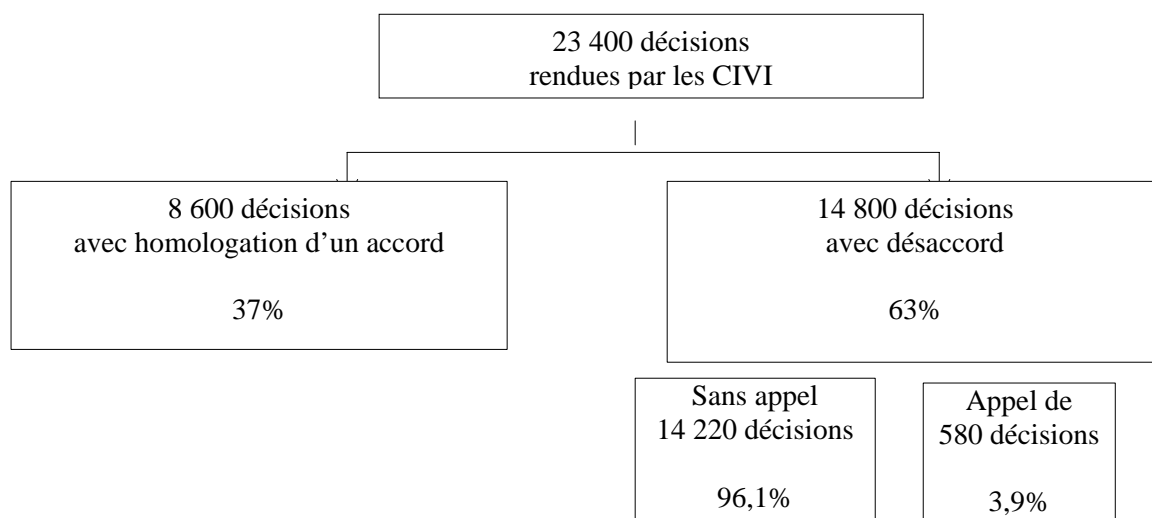 23 400 décisions
rendues par les CIVI
8 600 décisions
avec homologation d’un accord
37%
14 800 décisions
avec désaccord
63%
Sans appel
14 220 décisions
96,1%
Appel de
580 décisions
3,9%